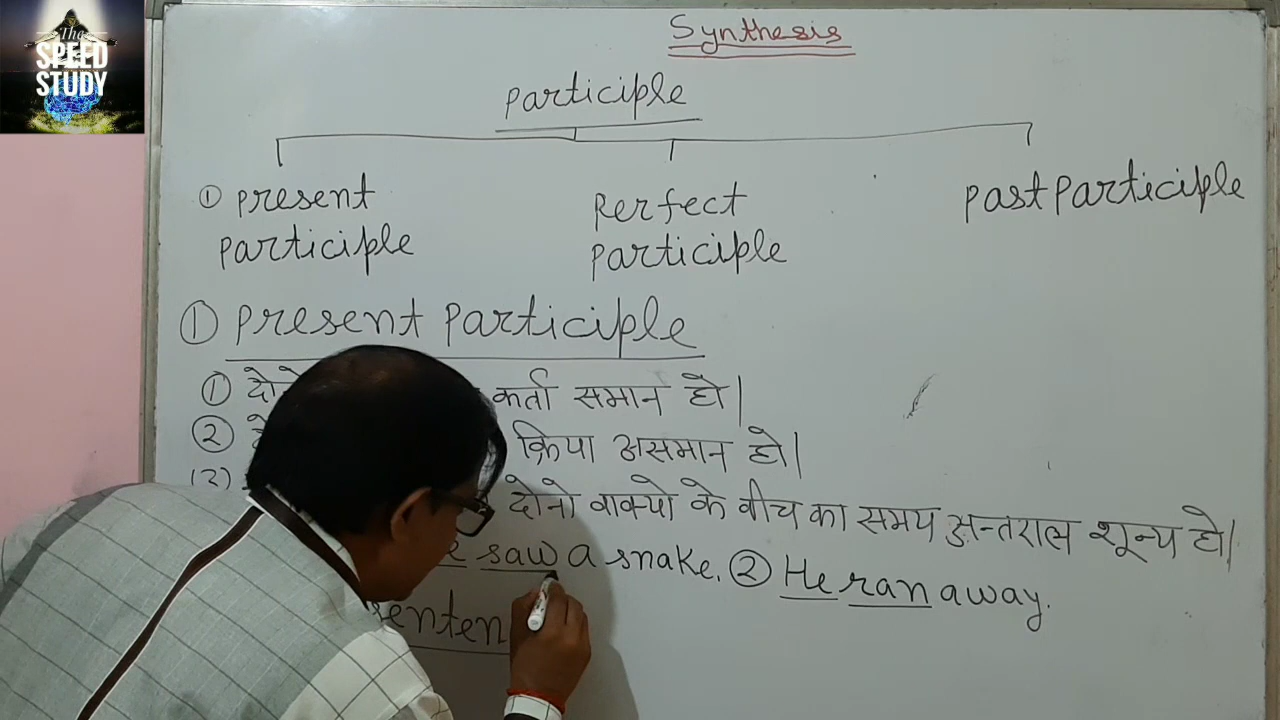 The
SPEED
STUDY
Synthesis
Participle
① Present
Participle
Perfect
Participle
Past Participle
① Present Participle
① कर्ता समान हो।
② क्रिया असमान हो।
दोनो वाक्यो के बीच का समय अन्तराल शून्य हो।
saw a snake. ② He ran away.